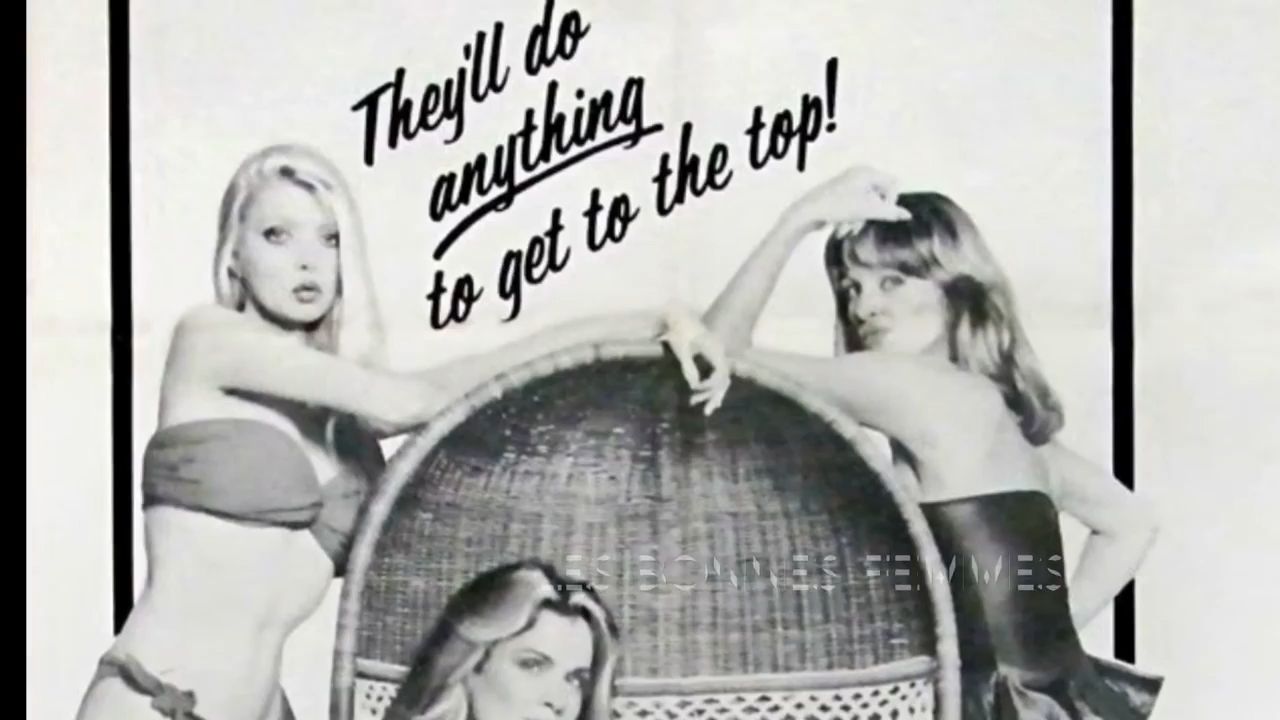 They'll do
anything
to get to the top!
LES BONNES FEMMES